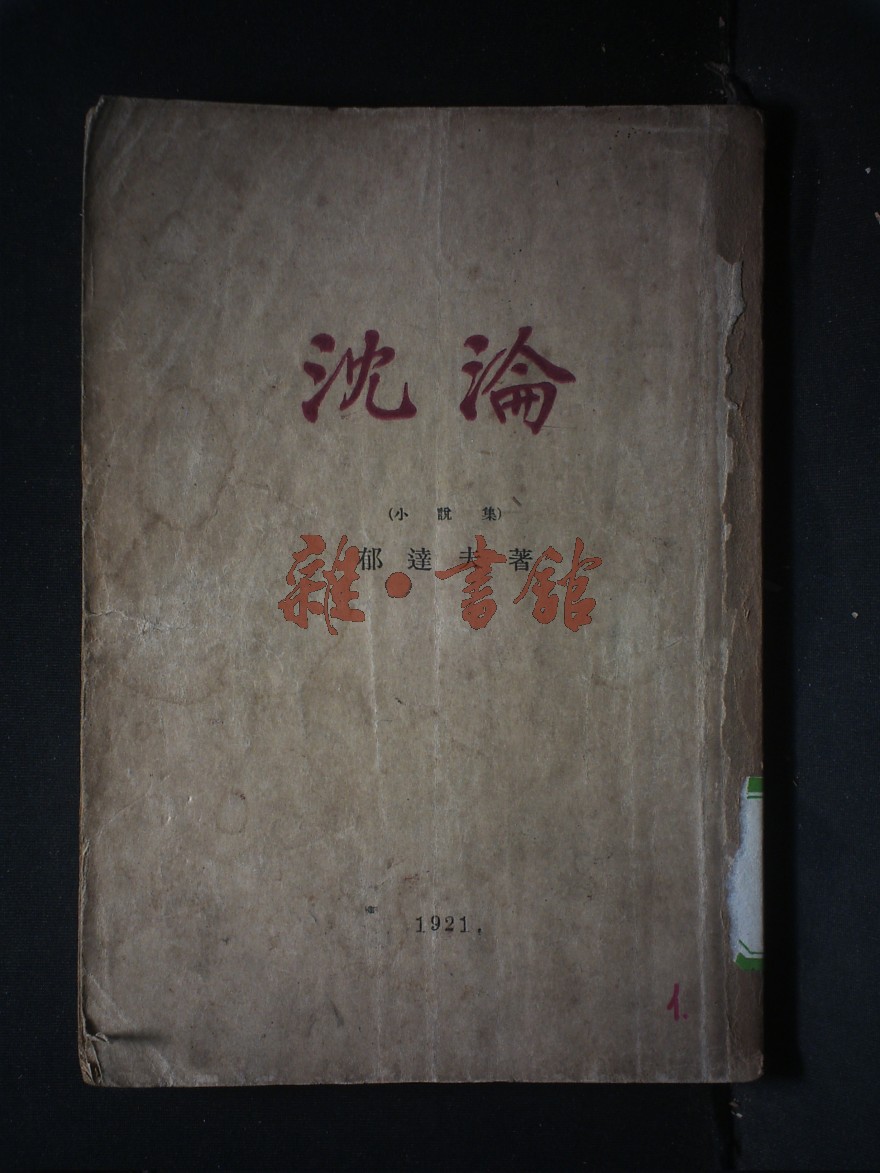 沈淪
(小說集)
郁達夫著
雜·書館
1921.
1.